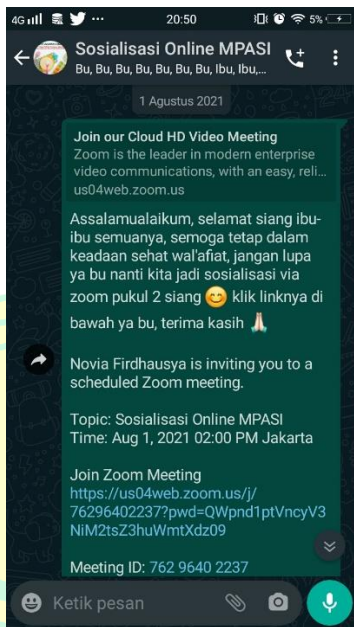 4G 20:50 5%
Sosialisasi Online MPASI
Bu, Bu, Bu, Bu, Bu, Bu, Ibu, Ibu,...
1 Agustus 2021
Join our Cloud HD Video Meeting
Zoom is the leader in modern enterprise
video communications, with an easy, reli...
us04web.zoom.us
Assalamualaikum, selamat siang ibu-
ibu semuanya, semoga tetap dalam
keadaan sehat wal'afiat, jangan lupa
ya bu nanti kita jadi sosialisasi via
zoom pukul 2 siang 😊 klik linknya di
bawah ya bu, terima kasih 🙏🏻
Novia Firdhausya is inviting you to a
scheduled Zoom meeting.
Topic: Sosialisasi Online MPASI
Time: Aug 1, 2021 02:00 PM Jakarta
Join Zoom Meeting
https://us04web.zoom.us/j/
76296402237?pwd=QWpnd1ptVncyV3
NiM2tsZ3huWmtXdz09
Meeting ID: 762 9640 2237
Ketik pesan